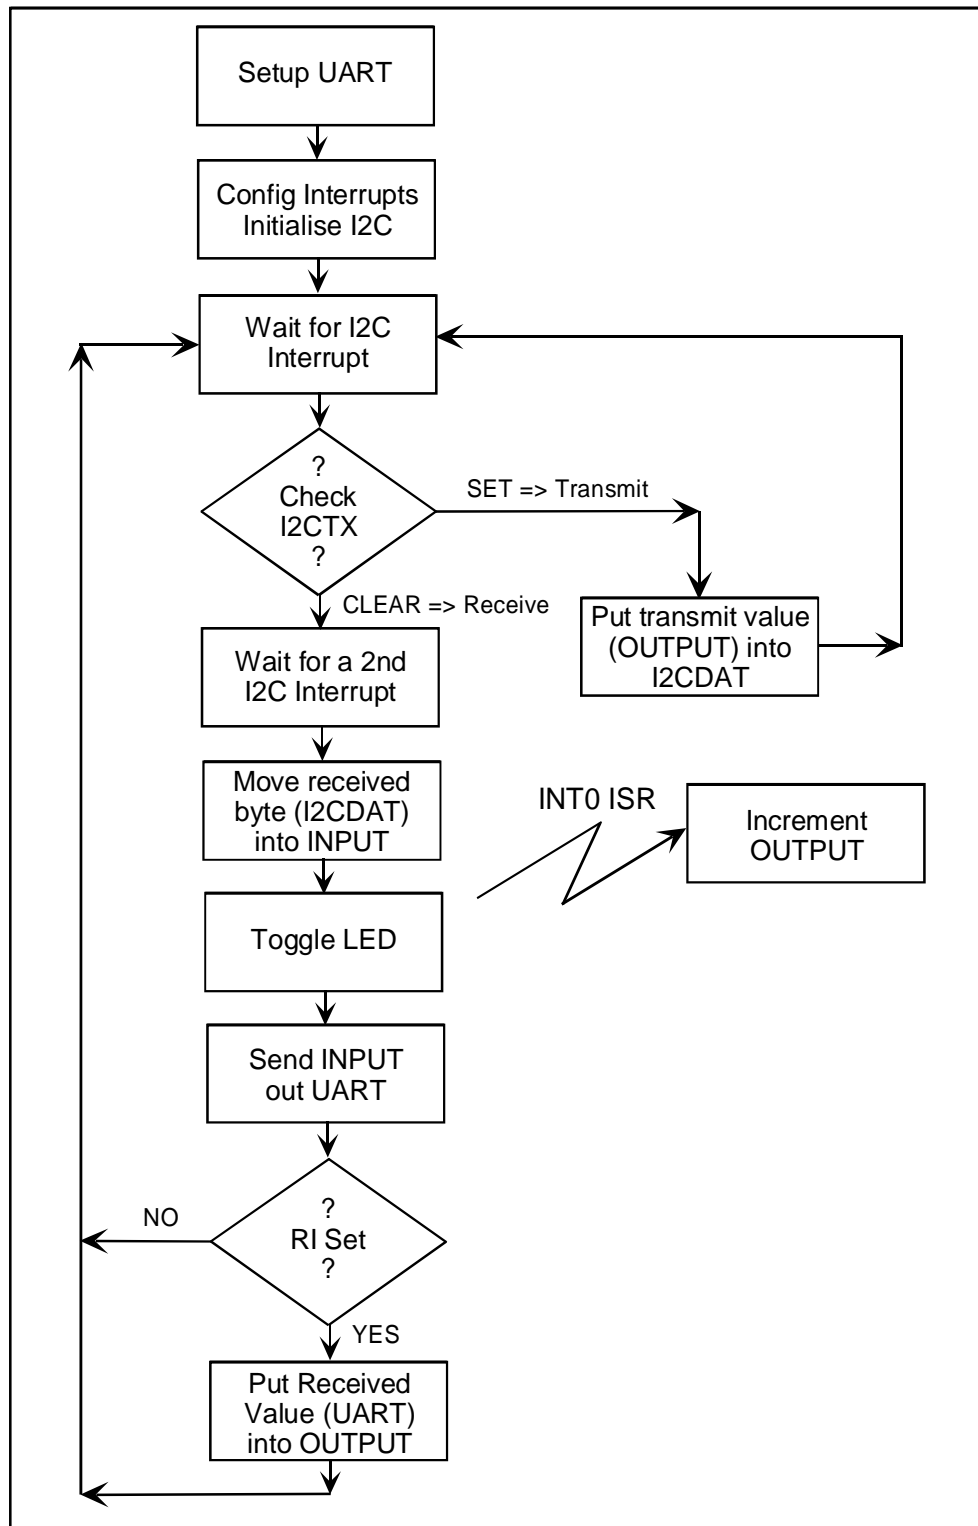 Setup UART
Config Interrupts
Initialise I2C
Wait for I2C
Interrupt
?
Check
I2CTX
?
SET => Transmit
CLEAR => Receive
Put transmit value
(OUTPUT) into
I2CDAT
Wait for a 2nd
I2C Interrupt
Move received
byte (I2CDAT)
into INPUT
INT0 ISR
Increment
OUTPUT
Toggle LED
Send INPUT
out UART
?
RI Set
?
NO
YES
Put Received
Value (UART)
into OUTPUT